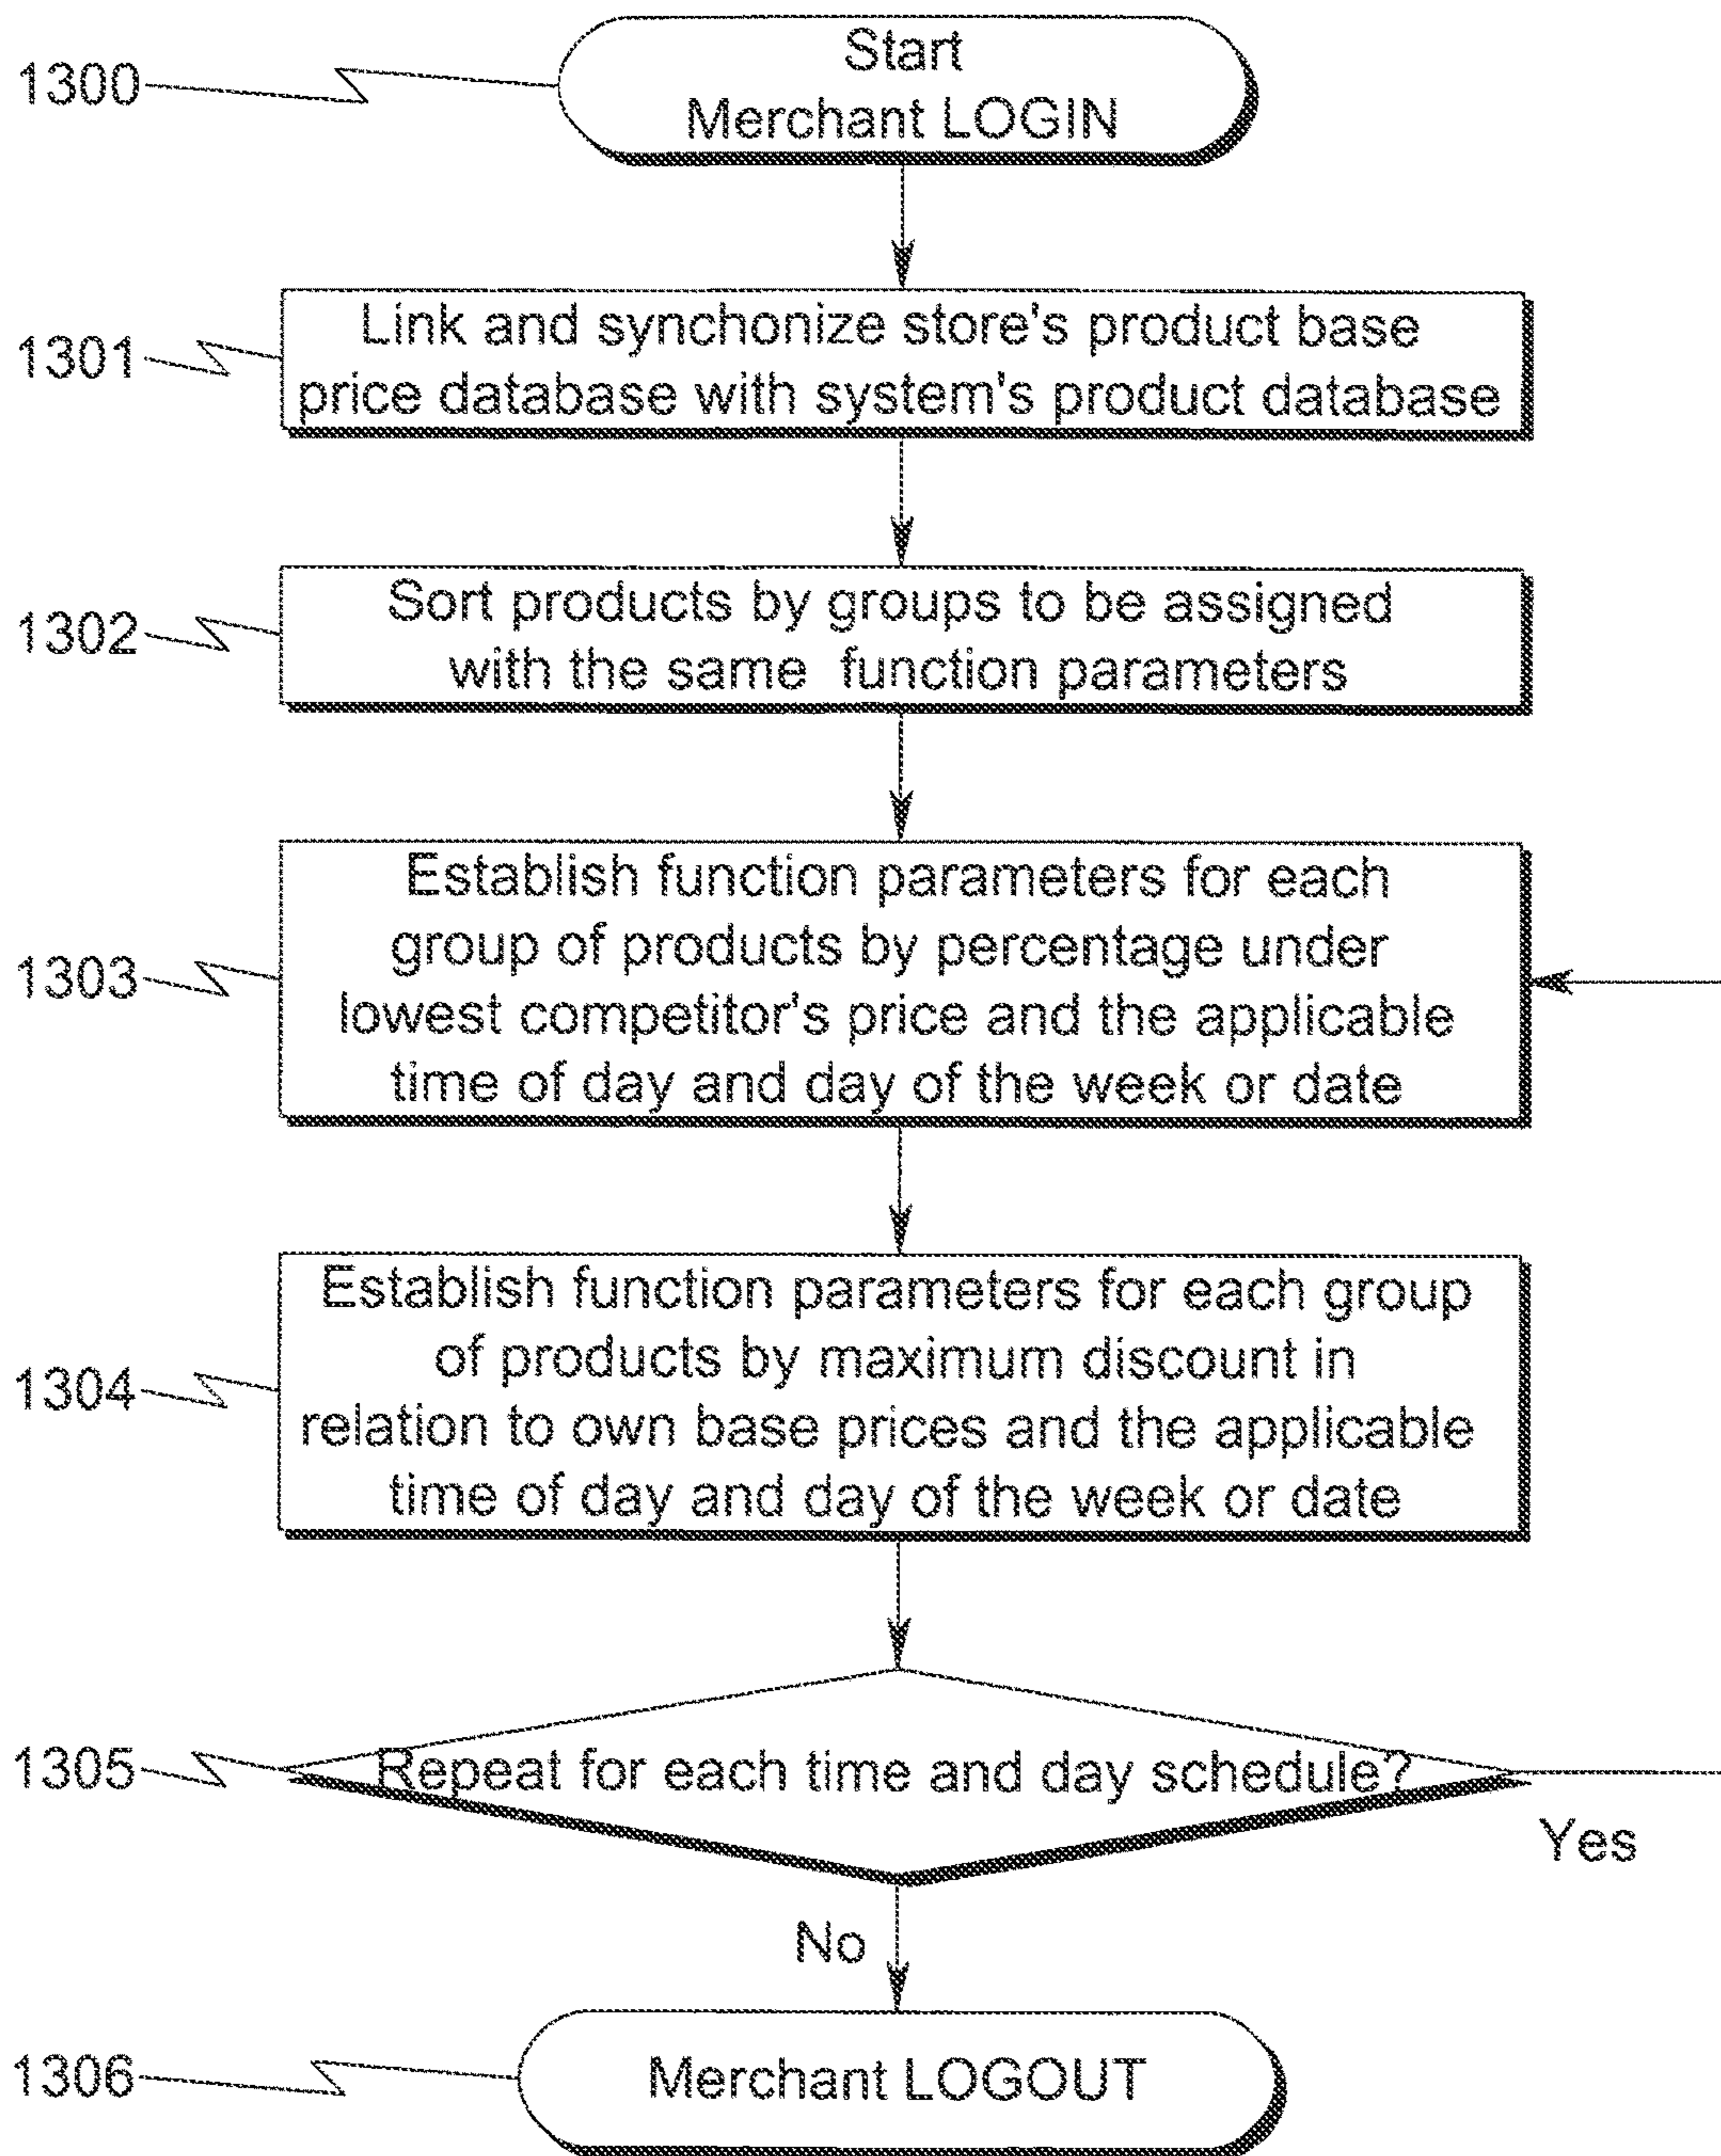 1300
Start
Merchant LOGIN
1301
Link and synchonize store's product base
price database with system's product database
1302
Sort products by groups to be assigned
with the same function parameters
1303
Establish function parameters for each
group of products by percentage under
lowest competitor's price and the applicable
time of day and day of the week or date
1304
Establish function parameters for each group
of products by maximum discount in
relation to own base prices and the applicable
time of day and day of the week or date
1305
Repeat for each time and day schedule?
Yes
No
1306
Merchant LOGOUT